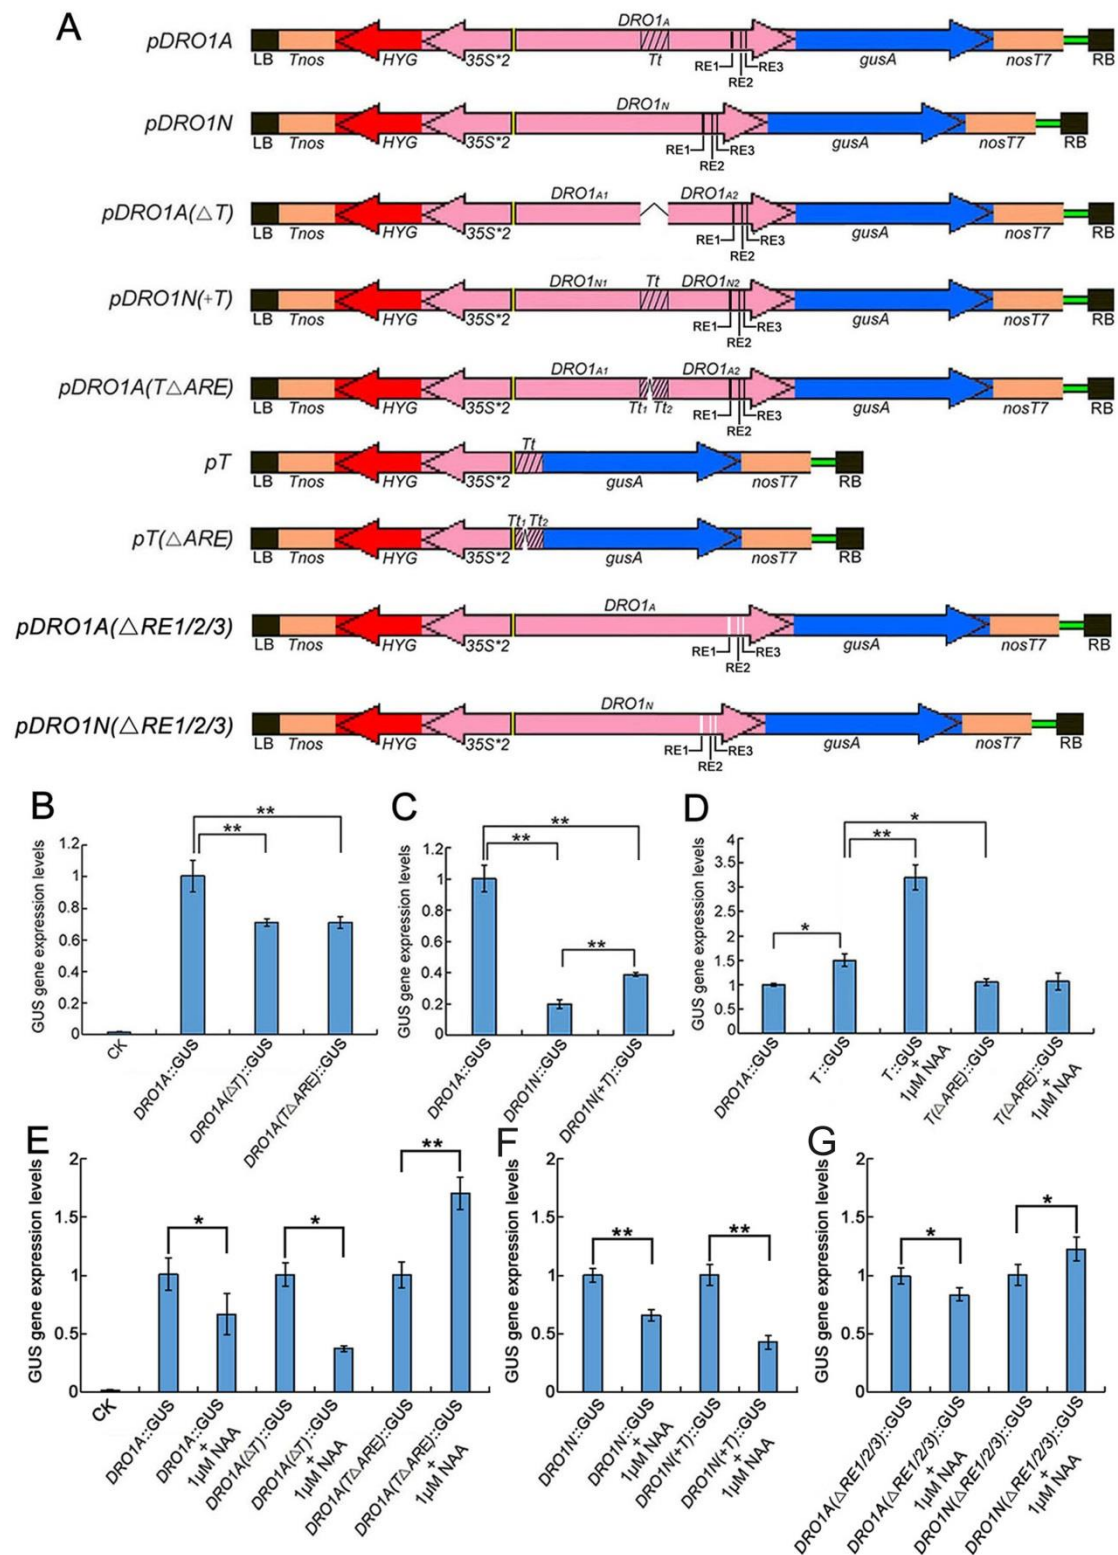 A
pDRO1A
DRO1A
LB Tnos HYG 35S*2 Tt RE1 RE2 RE3 gusA nosT7 RB
pDRO1N
DRO1N
LB Tnos HYG 35S*2 RE1 RE2 RE3 gusA nosT7 RB
pDRO1A(△T)
DRO1A1 DRO1A2
LB Tnos HYG 35S*2 RE1 RE2 RE3 gusA nosT7 RB
pDRO1N(+T)
DRO1N1 Tt DRO1N2
LB Tnos HYG 35S*2 RE1 RE2 RE3 gusA nosT7 RB
pDRO1A(T△ARE)
DRO1A1 DRO1A2
LB Tnos HYG 35S*2 Tt1 Tt2 RE1 RE2 RE3 gusA nosT7 RB
pT
Tt
LB Tnos HYG 35S*2 gusA nosT7 RB
pT(△ARE)
Tt1 Tt2
LB Tnos HYG 35S*2 gusA nosT7 RB
pDRO1A(△RE1/2/3)
DRO1A
LB Tnos HYG 35S*2 RE1 RE2 RE3 gusA nosT7 RB
pDRO1N(△RE1/2/3)
DRO1N
LB Tnos HYG 35S*2 RE1 RE2 RE3 gusA nosT7 RB
B
GUS gene expression levels
1.2
1
0.8
0.6
0.4
0.2
0
**
**
CK
DRO1A::GUS
DRO1A(△T)::GUS
DRO1A(T△ARE)::GUS
C
GUS gene expression levels
1.2
1
0.8
0.6
0.4
0.2
0
**
**
**
DRO1A::GUS
DRO1N::GUS
DRO1N(+T)::GUS
D
GUS gene expression levels
4
3.5
3
2.5
2
1.5
1
0.5
0
*
**
*
DRO1A::GUS
T::GUS
T::GUS
+
1µM NAA
T(△ARE)::GUS
T(△ARE)::GUS
+
1µM NAA
E
GUS gene expression levels
2
1.5
1
0.5
0
*
*
**
CK
DRO1A::GUS
DRO1A::GUS
+
1µM NAA
DRO1A(△T)::GUS
DRO1A(△T)::GUS
+
1µM NAA
DRO1A(T△ARE)::GUS
DRO1A(T△ARE)::GUS
+
1µM NAA
F
GUS gene expression levels
2
1.5
1
0.5
0
**
**
DRO1N::GUS
DRO1N::GUS
+
1µM NAA
DRO1N(+T)::GUS
DRO1N(+T)::GUS
+
1µM NAA
G
GUS gene expression levels
2
1.5
1
0.5
0
*
*
DRO1A(△RE1/2/3)::GUS
DRO1A(△RE1/2/3)::GUS
+
1µM NAA
DRO1N(△RE1/2/3)::GUS
DRO1N(△RE1/2/3)::GUS
+
1µM NAA